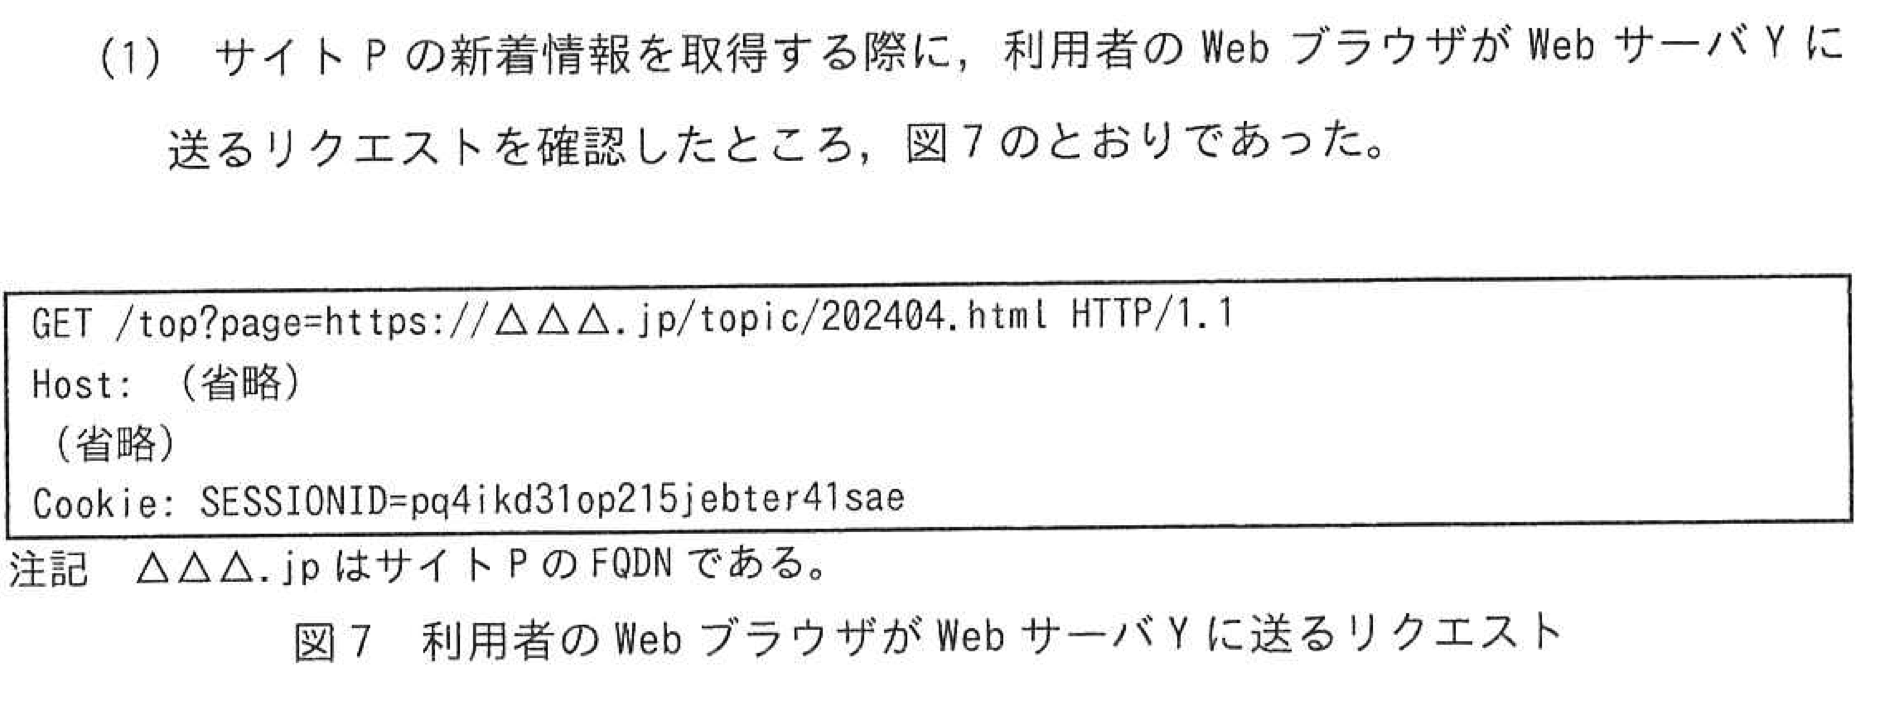 (1) サイト P の新着情報を取得する際に，利用者の Web ブラウザが Web サーバ Y に
送るリクエストを確認したところ，図 7 のとおりであった。
GET /top?page=https://△△△.jp/topic/202404.html HTTP/1.1
Host: （省略）
（省略）
Cookie: SESSIONID=pq4ikd31op215jebter41sae
注記 △△△.jp はサイト P の FQDN である。
図 7 利用者の Web ブラウザが Web サーバ Y に送るリクエスト